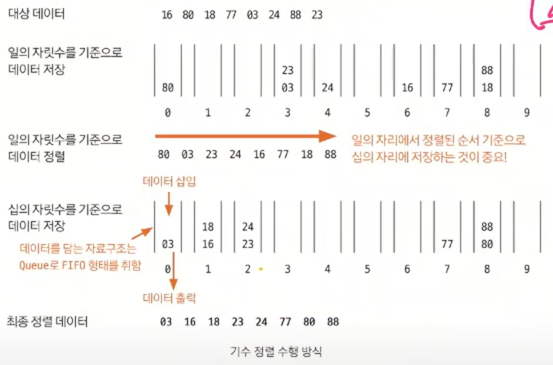 대상 데이터 16 80 18 77 03 24 88 23
일의 자릿수를 기준으로
데이터 저장
23 88
80 03 24 16 77 18
0 1 2 3 4 5 6 7 8 9
일의 자릿수를 기준으로
데이터 정렬
80 03 23 24 16 77 18 88
일의 자리에서 정렬된 순서 기준으로
십의 자리에 저장하는 것이 중요!
데이터 삽입
십의 자릿수를 기준으로
데이터 저장
18 24 88
03 16 23 77 80
데이터를 담는 자료구조는
Queue로 FIFO 형태를 취함
0 1 2 3 4 5 6 7 8 9
데이터 출력
최종 정렬 데이터 03 16 18 23 24 77 80 88
기수 정렬 수행 방식